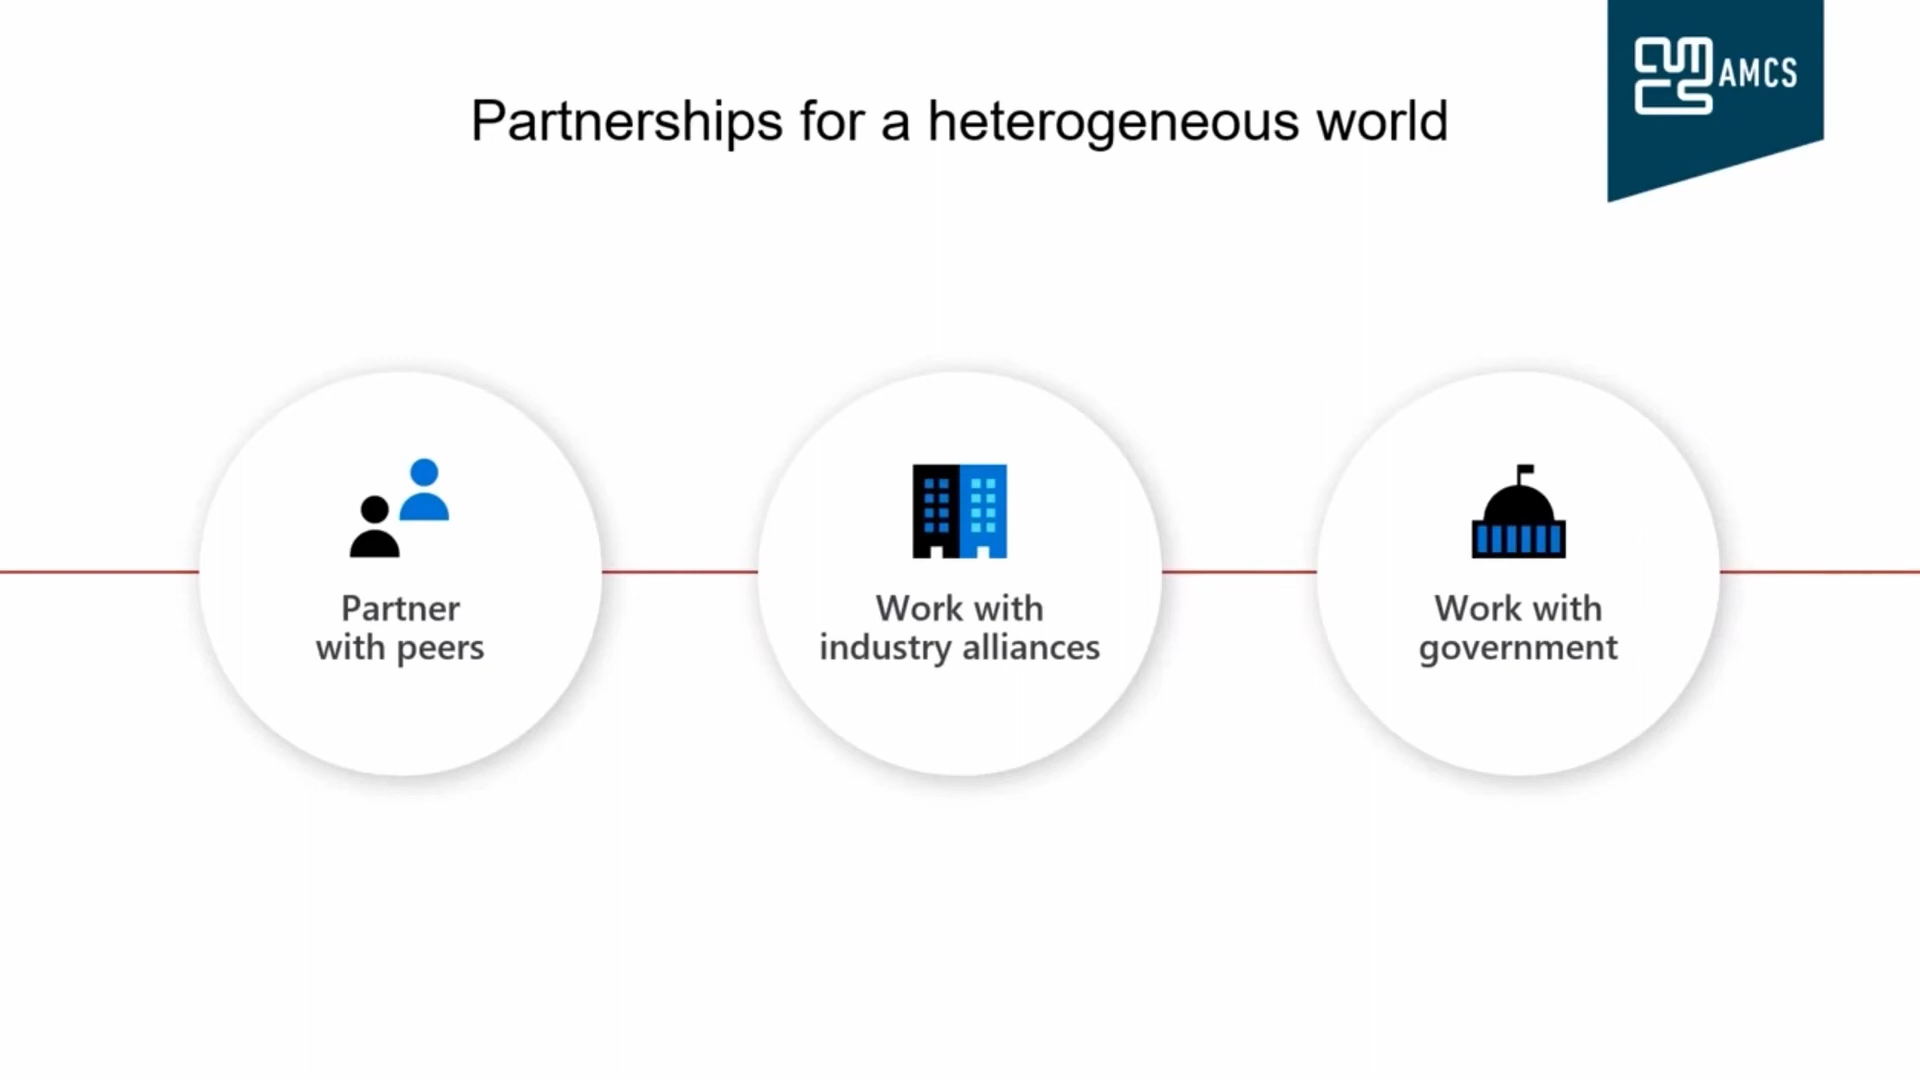 Partnerships for a heterogeneous world
AMCS
Partner
with peers
Work with
industry alliances
Work with
government